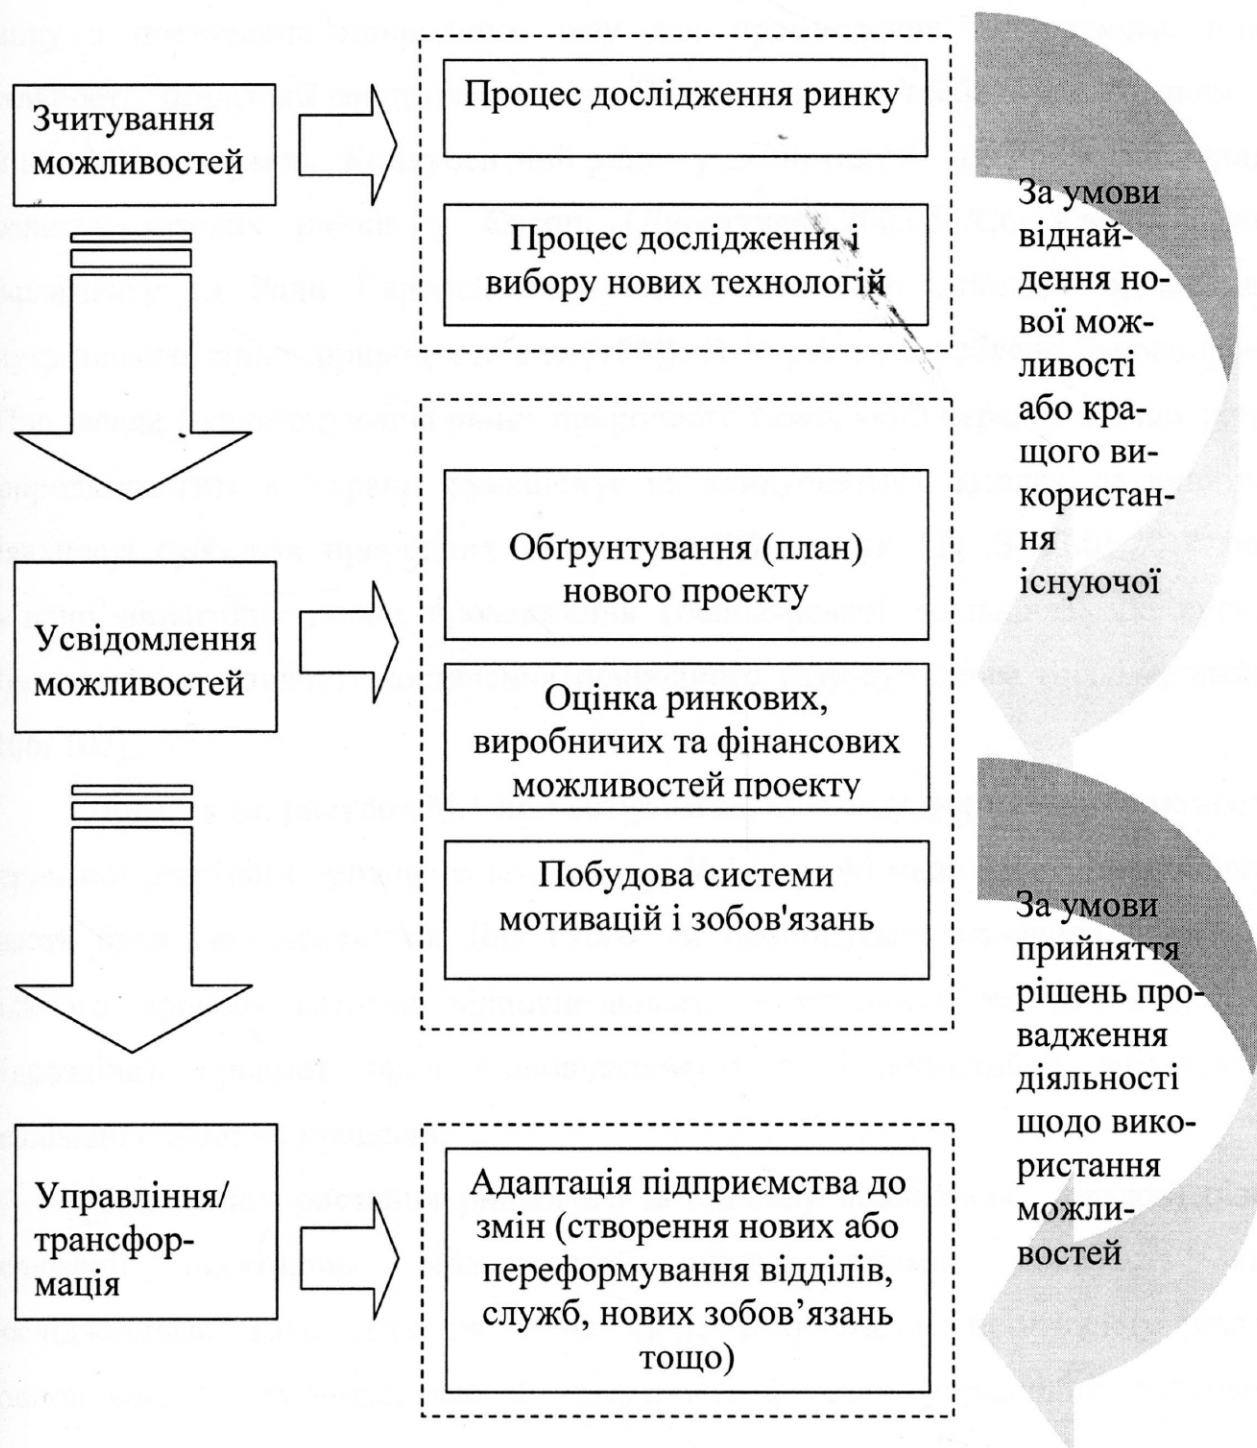 Зчитування
можливостей
Процес дослідження ринку
Процес дослідження і
вибору нових технологій
За умови
віднай-
дення но-
вої мож-
ливості
або кра-
щого ви-
користан-
ня
існуючої
Усвідомлення
можливостей
Обґрунтування (план)
нового проекту
Оцінка ринкових,
виробничих та фінансових
можливостей проекту
Побудова системи
мотивацій і зобов'язань
За умови
прийняття
рішень про-
вадження
діяльності
щодо вико-
ристання
можли-
востей
Управління/
трансфор-
мація
Адаптація підприємства до
змін (створення нових або
переформування відділів,
служб, нових зобов’язань
тощо)